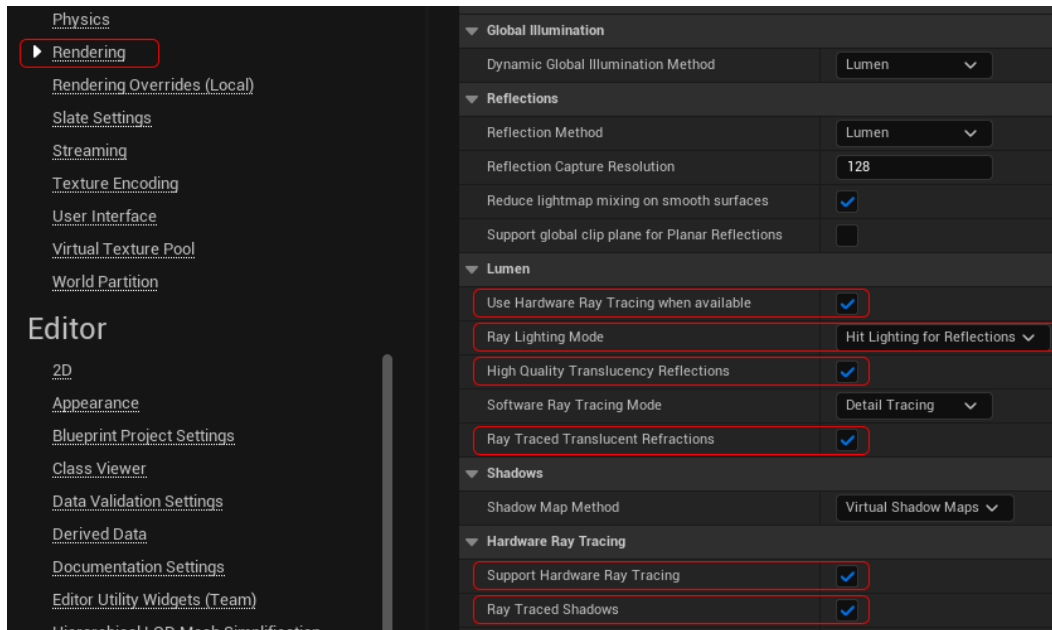 Physics
Rendering
Rendering Overrides (Local)
Slate Settings
Streaming
Texture Encoding
User Interface
Virtual Texture Pool
World Partition
Editor
2D
Appearance
Blueprint Project Settings
Class Viewer
Data Validation Settings
Derived Data
Documentation Settings
Editor Utility Widgets (Team)
Hierarchical LOD Mesh Simplification
Global Illumination
Dynamic Global Illumination Method Lumen
Reflections
Reflection Method Lumen
Reflection Capture Resolution 128
Reduce lightmap mixing on smooth surfaces
Support global clip plane for Planar Reflections
Lumen
Use Hardware Ray Tracing when available
Ray Lighting Mode Hit Lighting for Reflections
High Quality Translucency Reflections
Software Ray Tracing Mode Detail Tracing
Ray Traced Translucent Refractions
Shadows
Shadow Map Method Virtual Shadow Maps
Hardware Ray Tracing
Support Hardware Ray Tracing
Ray Traced Shadows